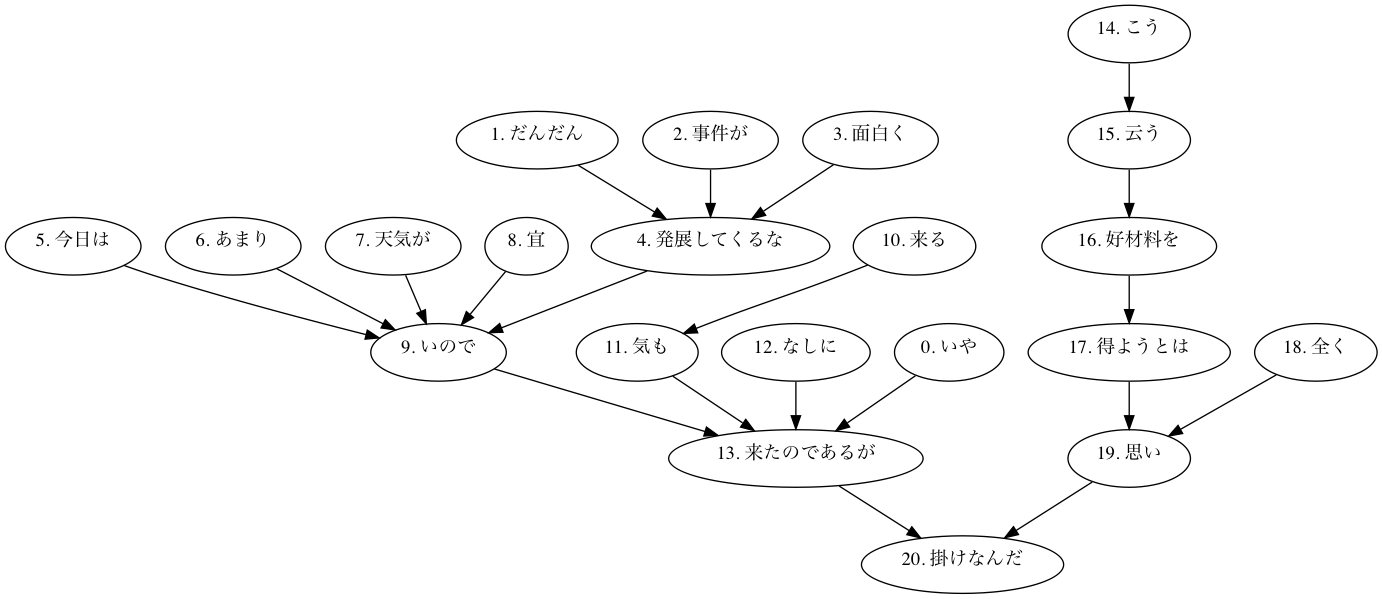 14. こう
1. だんだん
2. 事件が
3. 面白く
15. 云う
5. 今日は
6. あまり
7. 天気が
8. 宜
4. 発展してくるな
10. 来る
16. 好材料を
9. いので
11. 気も
12. なしに
0. いや
17. 得ようとは
18. 全く
13. 来たのであるが
19. 思い
20. 掛けなんだ